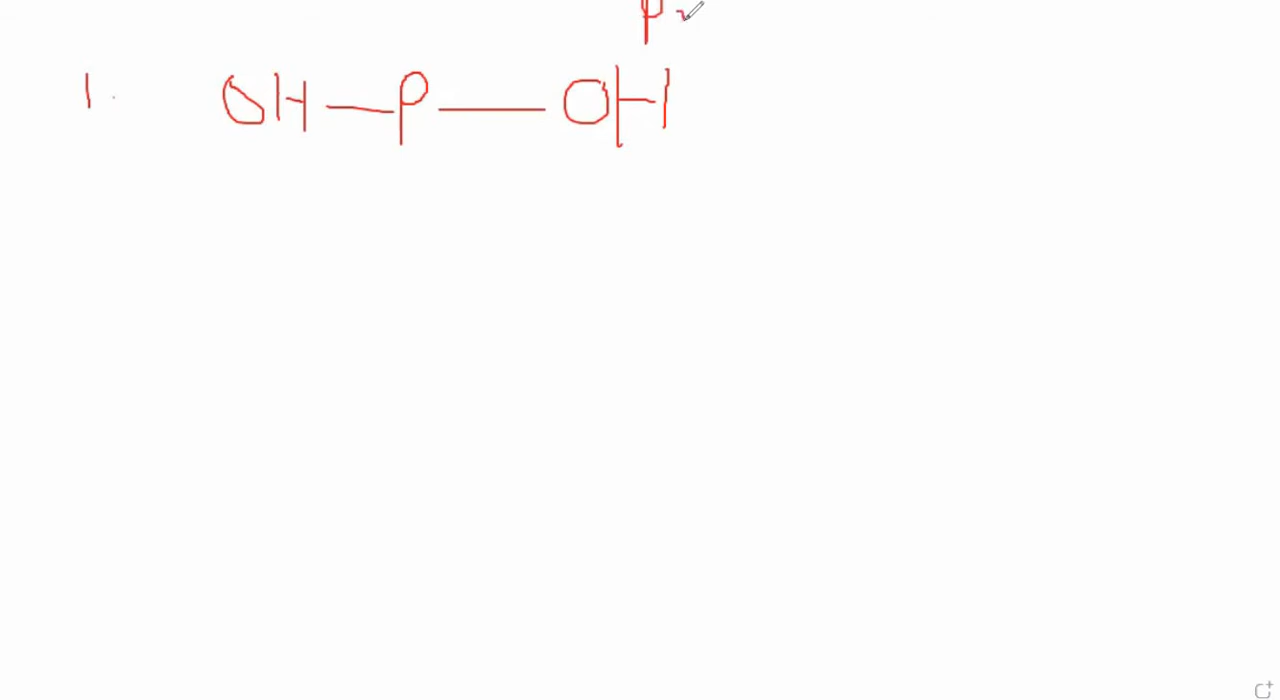 P
1. OH — P — OH